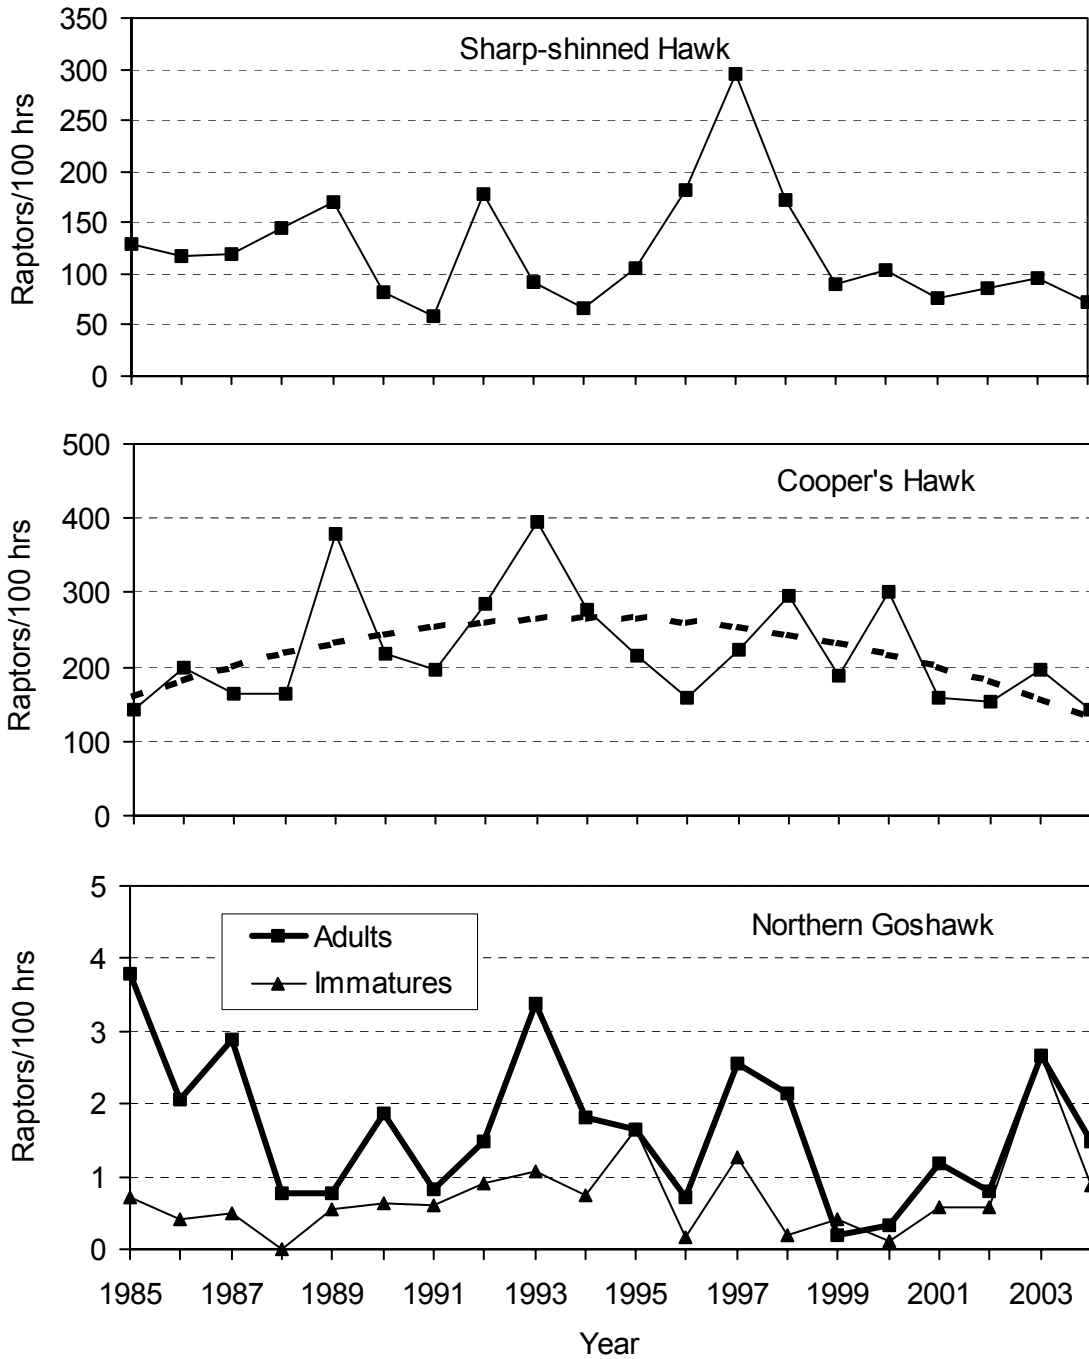 Sharp-shinned Hawk
Raptors/100 hrs
350
300
250
200
150
100
50
0
Cooper's Hawk
Raptors/100 hrs
500
400
300
200
100
0
Northern Goshawk
Adults
Immatures
Raptors/100 hrs
5
4
3
2
1
0
1985 1987 1989 1991 1993 1995 1997 1999 2001 2003
Year